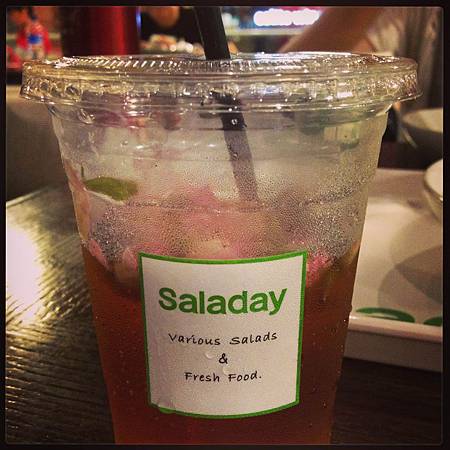 Saladay
Various Salads
&
Fresh Food.